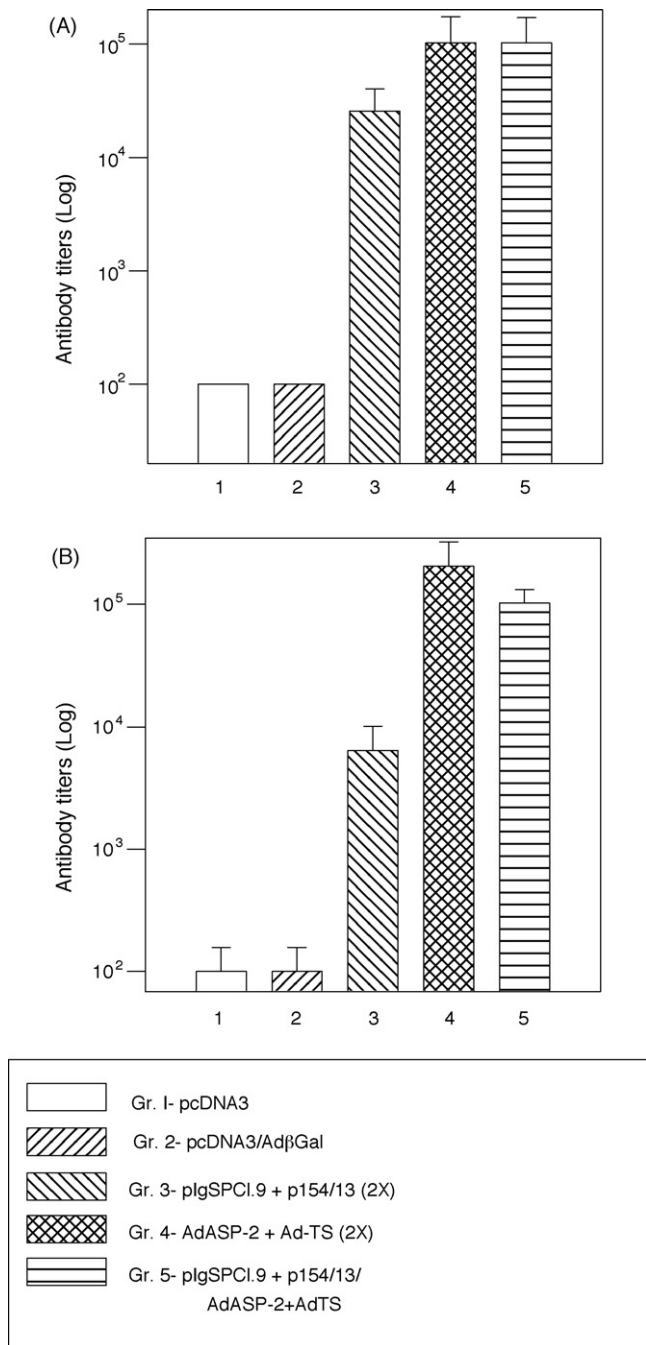 (A)
Antibody titers (Log)
10⁵
10⁴
10³
10²
1 2 3 4 5
(B)
Antibody titers (Log)
10⁵
10⁴
10³
10²
1 2 3 4 5
Gr. I- pcDNA3
Gr. 2- pcDNA3/AdβGal
Gr. 3- pIgSPCl.9 + p154/13 (2X)
Gr. 4- AdASP-2 + Ad-TS (2X)
Gr. 5- pIgSPCl.9 + p154/13/
AdASP-2+AdTS